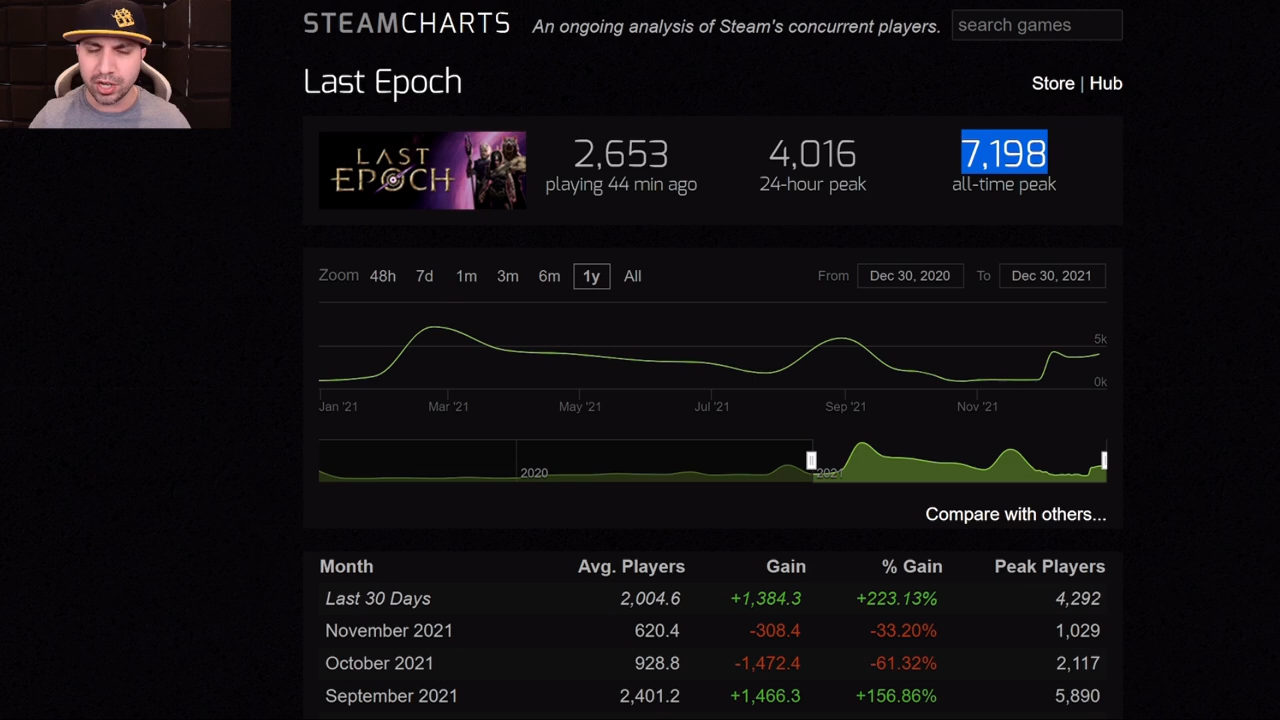 STEAMCHARTS An ongoing analysis of Steam's concurrent players. search games
Last Epoch Store | Hub
LAST
EPOCH
2,653 4,016 7,198
playing 44 min ago 24-hour peak all-time peak
Zoom 48h 7d 1m 3m 6m 1y All From Dec 30, 2020 To Dec 30, 2021
5k
0k
Jan '21 Mar '21 May '21 Jul '21 Sep '21 Nov '21
2020 2021
Compare with others...
Month Avg. Players Gain % Gain Peak Players
Last 30 Days 2,004.6 +1,384.3 +223.13% 4,292
November 2021 620.4 -308.4 -33.20% 1,029
October 2021 928.8 -1,472.4 -61.32% 2,117
September 2021 2,401.2 +1,466.3 +156.86% 5,890